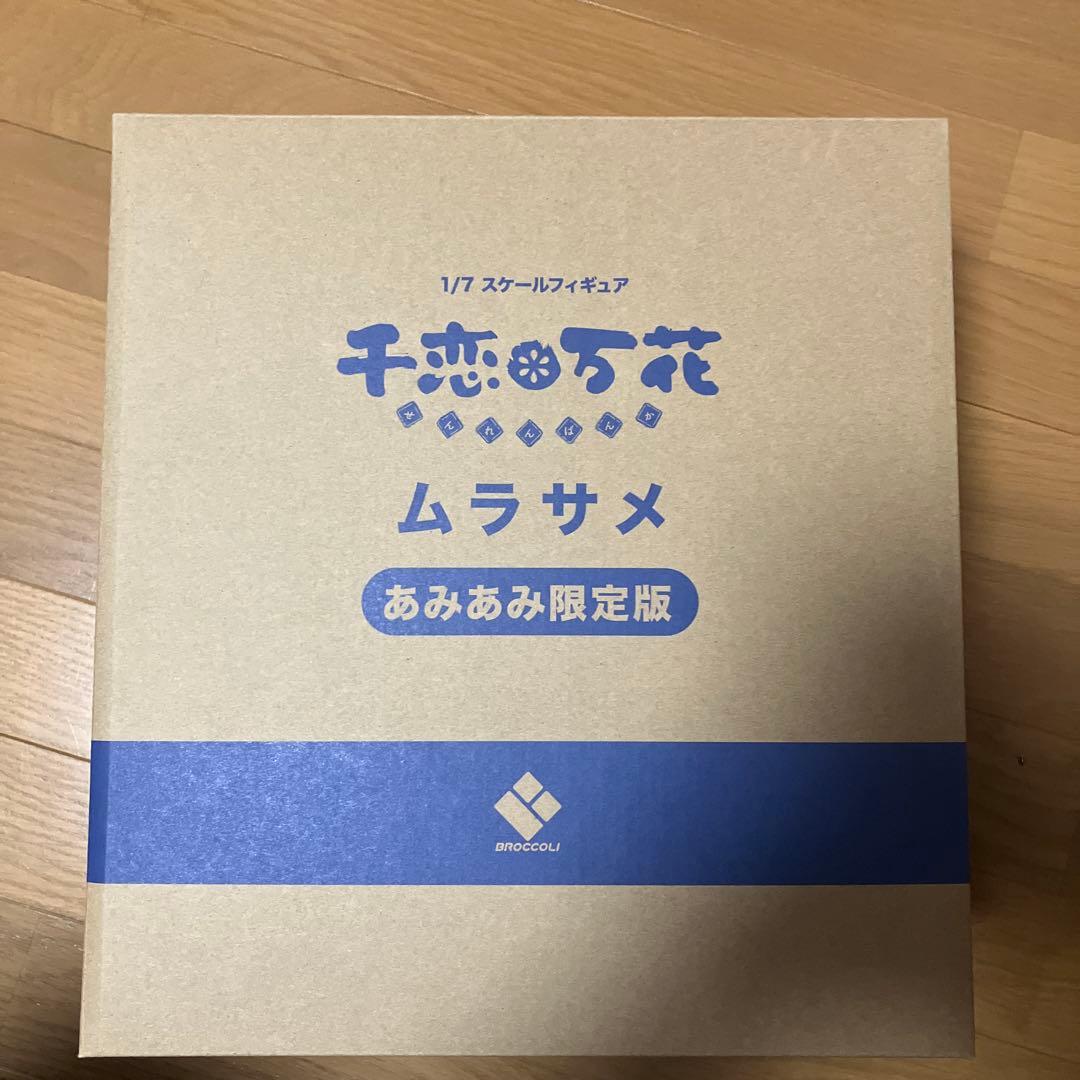 1/7 スケールフィギュア
千恋＊万花
せんれんばんか
ムラサメ
あみあみ限定版
BROCCOLI